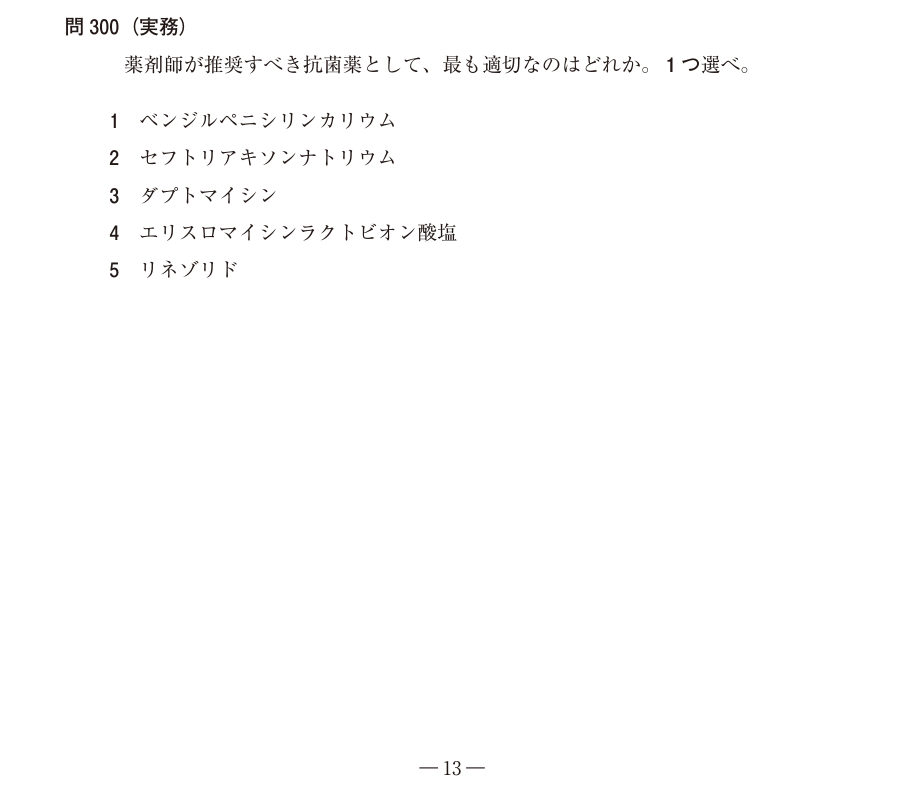 問 300（実務）
薬剤師が推奨すべき抗菌薬として、最も適切なのはどれか。1つ選べ。
1 ベンジルペニシリンカリウム
2 セフトリアキソンナトリウム
3 ダプトマイシン
4 エリスロマイシンラクトビオン酸塩
5 リネゾリド
― 13 ―